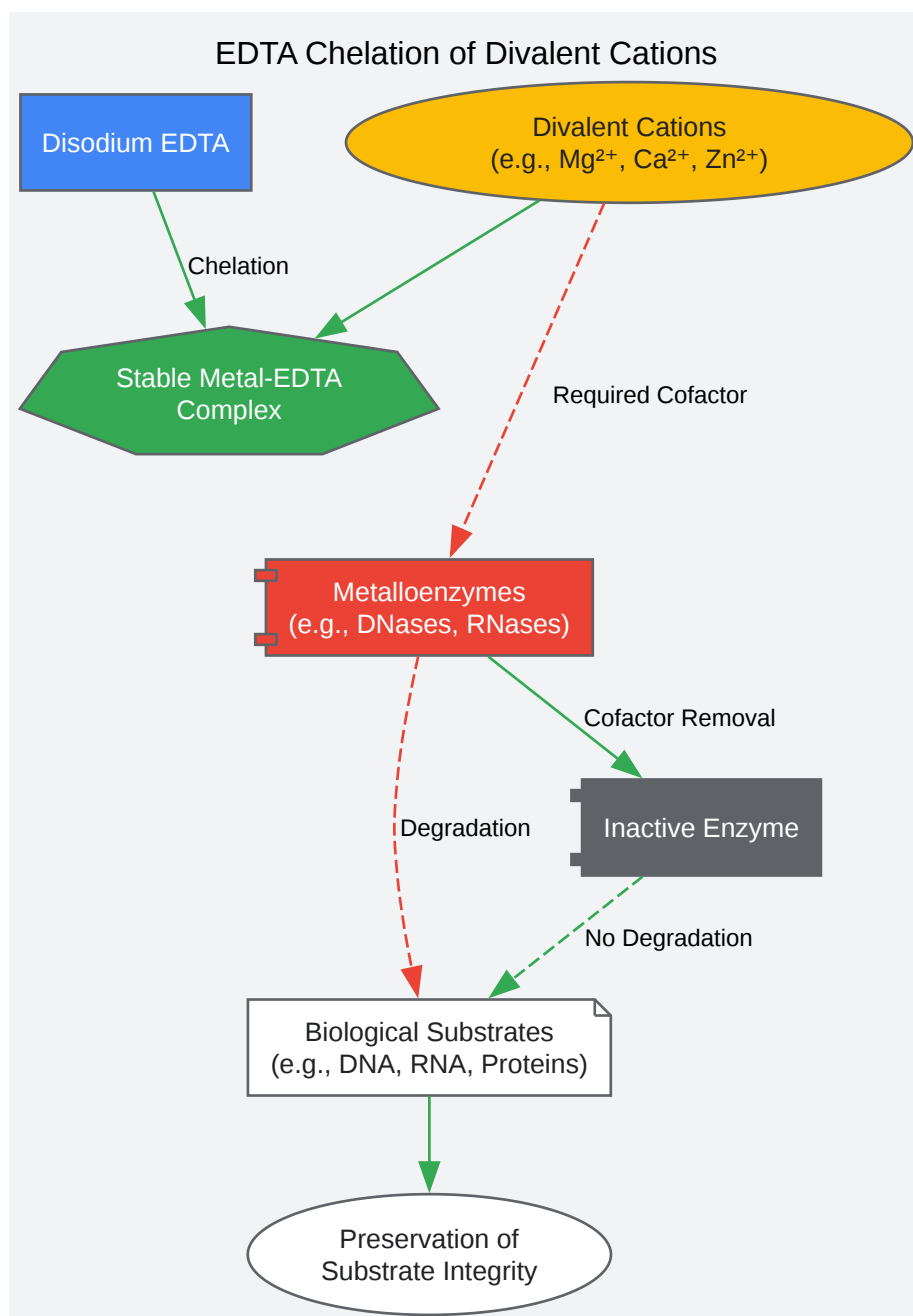 EDTA Chelation of Divalent Cations
Disodium EDTA
Divalent Cations
(e.g., Mg²⁺, Ca²⁺, Zn²⁺)
Chelation
Stable Metal-EDTA
Complex
Required Cofactor
Metalloenzymes
(e.g., DNases, RNases)
Cofactor Removal
Degradation
Inactive Enzyme
No Degradation
Biological Substrates
(e.g., DNA, RNA, Proteins)
Preservation of
Substrate Integrity